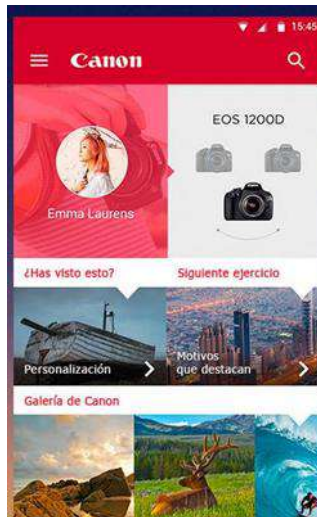 15:45
Canon
EOS 1200D
Emma Laurens
¿Has visto esto?
Siguiente ejercicio
Personalización
Motivos
que destacan
Galería de Canon